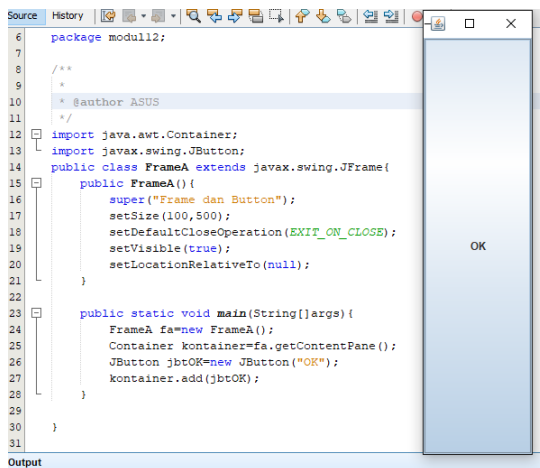 Source History
6 package modul12;
7
8 /**
9 *
10 * @author ASUS
11 */
12 import java.awt.Container;
13 import javax.swing.JButton;
14 public class FrameA extends javax.swing.JFrame{
15 public FrameA(){
16 super("Frame dan Button");
17 setSize(100,500);
18 setDefaultCloseOperation(EXIT_ON_CLOSE);
19 setVisible(true);
20 setLocationRelativeTo(null);
21 }
22
23 public static void main(String[]args){
24 FrameA fa=new FrameA();
25 Container kontainer=fa.getContentPane();
26 JButton jbtOK=new JButton("OK");
27 kontainer.add(jbtOK);
28 }
29
30 }
31
Output
OK